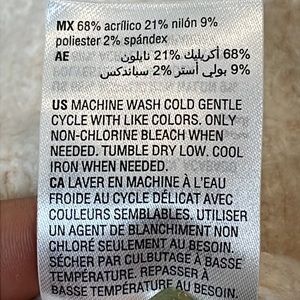 MX 68% acrílico 21% nilón 9%
poliester 2% spándex
AE 68% أكريليك 21% نايلون
9% بولي أستر 2% سباندكس
US MACHINE WASH COLD GENTLE
CYCLE WITH LIKE COLORS. ONLY
NON-CHLORINE BLEACH WHEN
NEEDED. TUMBLE DRY LOW. COOL
IRON WHEN NEEDED.
CA LAVER EN MACHINE À L'EAU
FROIDE AU CYCLE DÉLICAT AVEC
COULEURS SEMBLABLES. UTILISER
UN AGENT DE BLANCHIMENT NON
CHLORÉ SEULEMENT AU BESOIN.
SÉCHER PAR CULBUTAGE À BASSE
TEMPÉRATURE. REPASSER À
BASSE TEMPÉRATURE AU BESOIN.